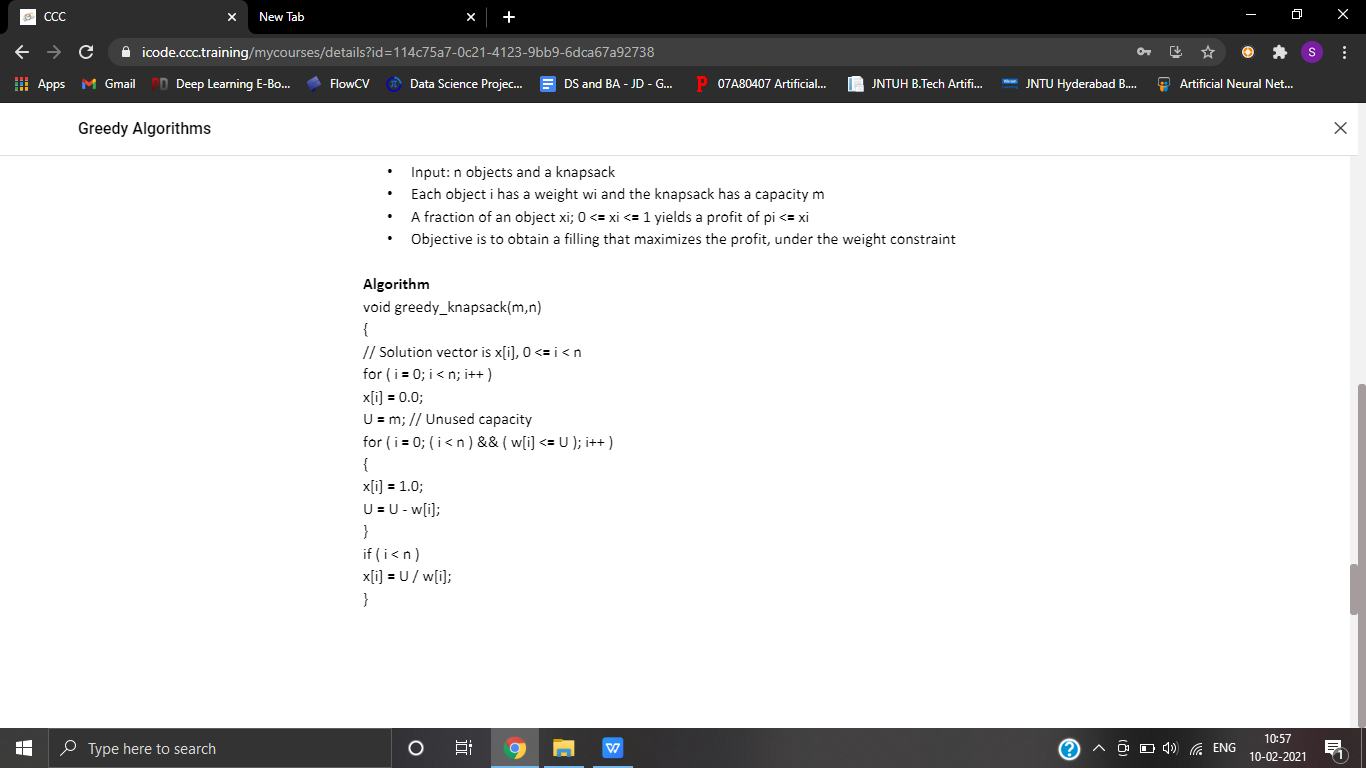 CCC
New Tab
icode.ccc.training/mycourses/details?id=114c75a7-0c21-4123-9bb9-6dca67a92738
S
Apps
Gmail
Deep Learning E-Bo...
FlowCV
Data Science Projec...
DS and BA - JD - G...
07A80407 Artificial...
JNTUH B.Tech Artifi...
JNTU Hyderabad B....
Artificial Neural Net...
Greedy Algorithms
• Input: n objects and a knapsack
• Each object i has a weight wi and the knapsack has a capacity m
• A fraction of an object xi; 0 <= xi <= 1 yields a profit of pi <= xi
• Objective is to obtain a filling that maximizes the profit, under the weight constraint
Algorithm
void greedy_knapsack(m,n)
{
// Solution vector is x[i], 0 <= i < n
for ( i = 0; i < n; i++ )
x[i] = 0.0;
U = m; // Unused capacity
for ( i = 0; ( i < n ) && ( w[i] <= U ); i++ )
{
x[i] = 1.0;
U = U - w[i];
}
if ( i < n )
x[i] = U / w[i];
}
Type here to search
ENG
10:57
10-02-2021
1